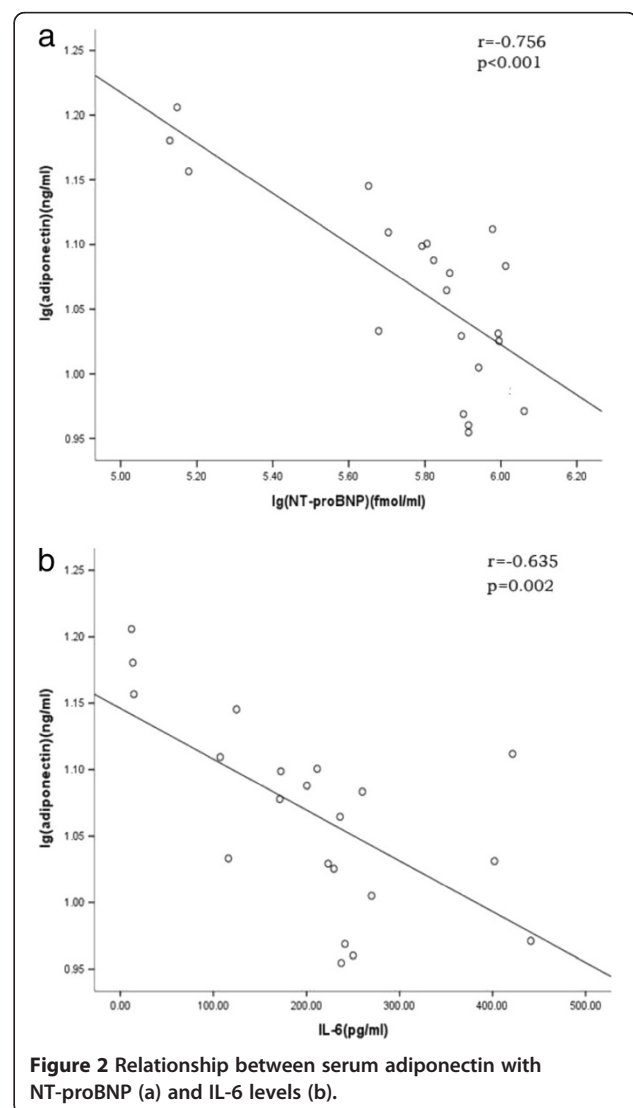 a
r=-0.756
p<0.001
1.25
1.20
1.15
1.10
1.05
1.00
0.95
lg(adiponectin)(ng/ml)
5.00 5.20 5.40 5.60 5.80 6.00 6.20
lg(NT-proBNP)(fmol/ml)
b
r=-0.635
p=0.002
1.25
1.20
1.15
1.10
1.05
1.00
0.95
lg(adiponectin)(ng/ml)
0.00 100.00 200.00 300.00 400.00 500.00
IL-6(pg/ml)
Figure 2 Relationship between serum adiponectin with
NT-proBNP (a) and IL-6 levels (b).